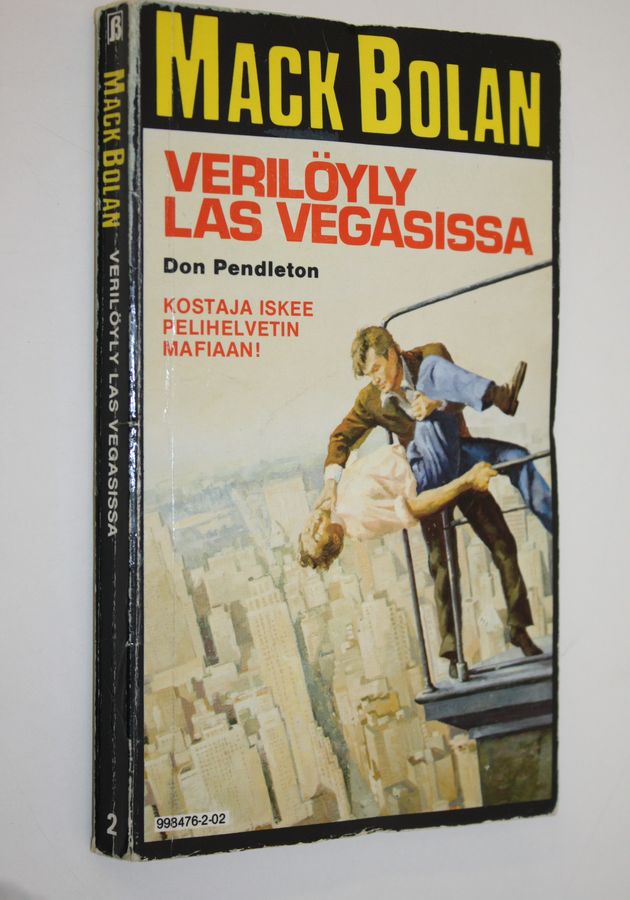 MACK BOLAN
VERILÖYLY
LAS VEGASISSA
Don Pendleton
KOSTAJA ISKEE
PELIHELVETIN
MAFIAAN!
998476-2-02
B
MACK BOLAN VERILÖYLY LAS VEGASISSA
2